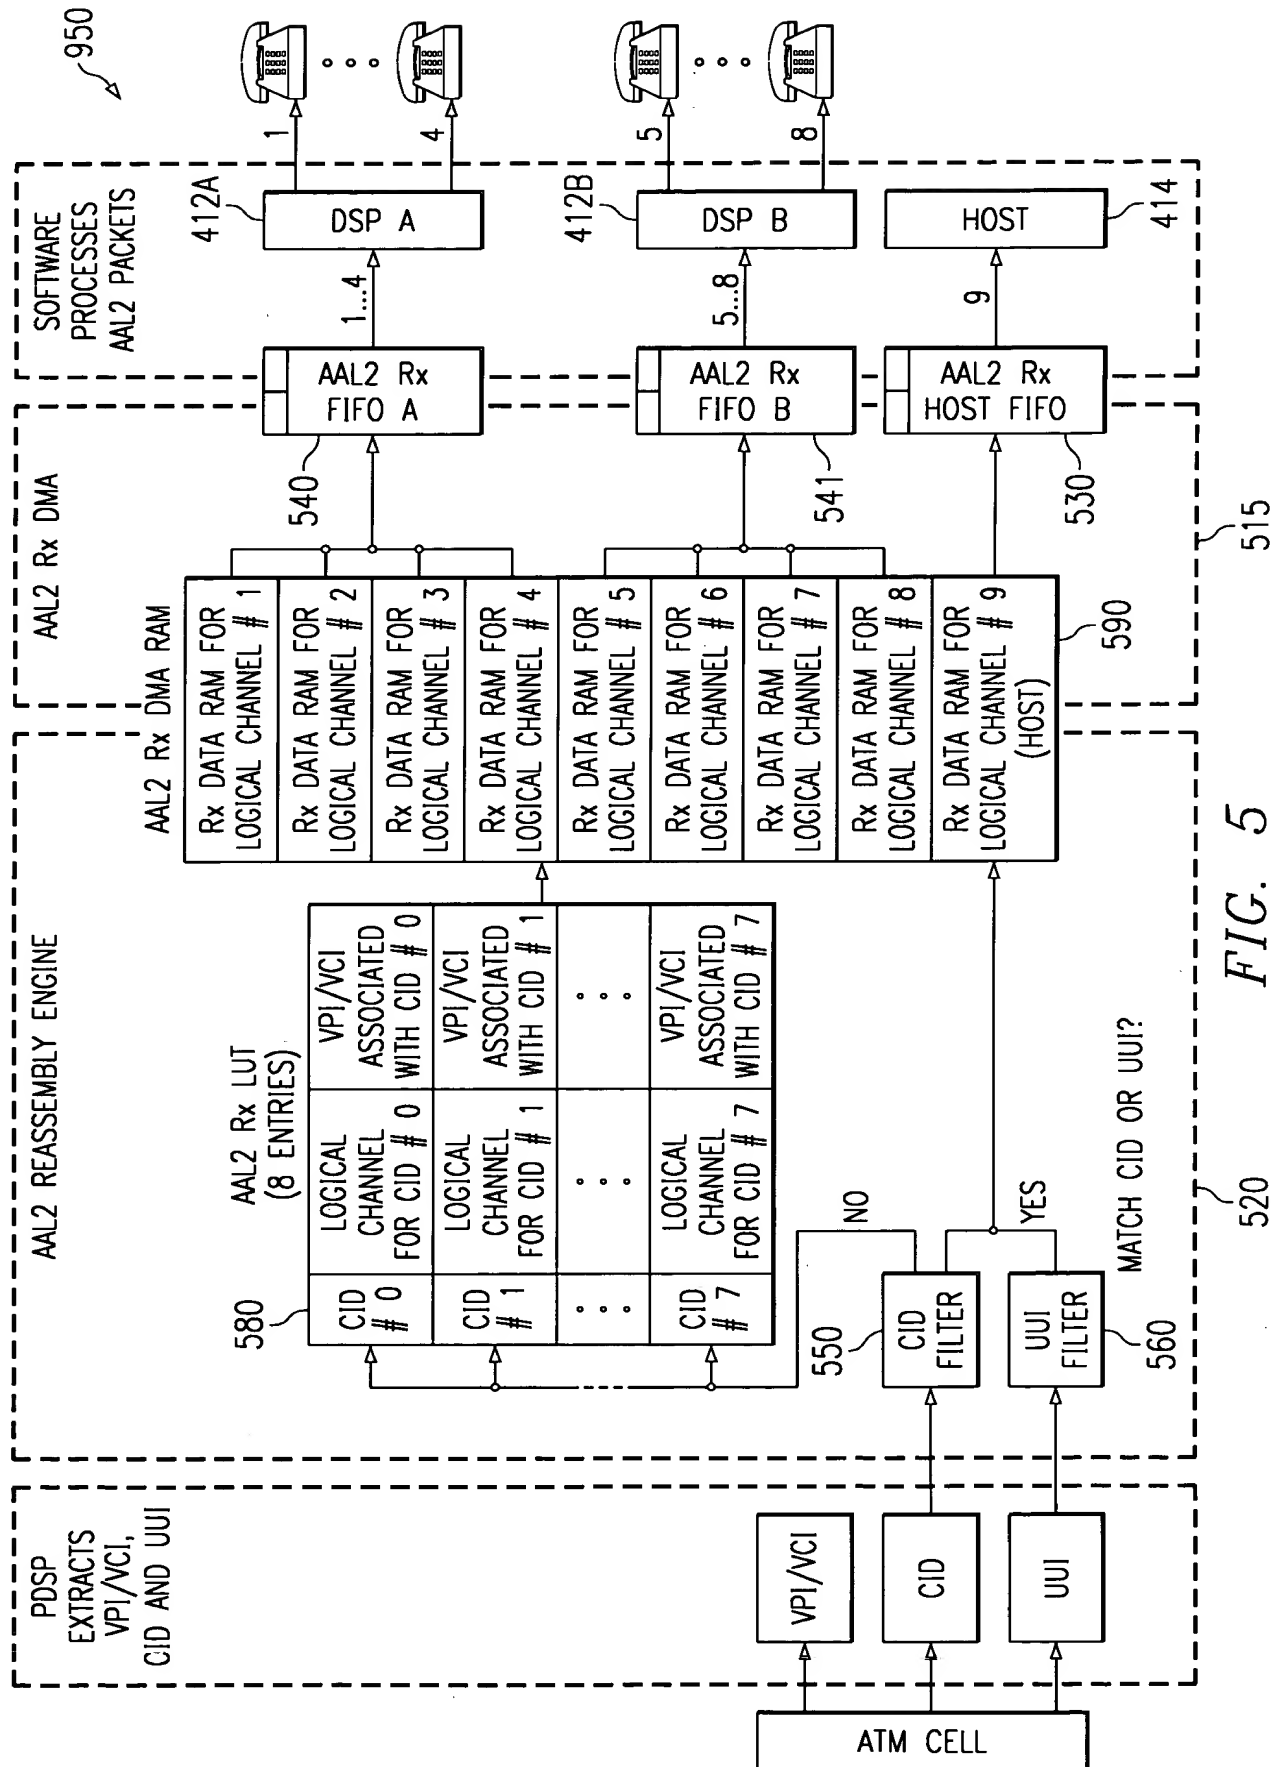 950
PDSP
EXTRACTS
VPI/VCI,
CID AND UUI
ATM CELL
VPI/VCI
CID
UUI
AAL2 REASSEMBLY ENGINE
AAL2 Rx LUT
(8 ENTRIES)
580
CID
# 0
LOGICAL
CHANNEL
FOR CID # 0
VPI/VCI
ASSOCIATED
WITH CID # 0
CID
# 1
LOGICAL
CHANNEL
FOR CID # 1
VPI/VCI
ASSOCIATED
WITH CID # 1
CID
# 7
LOGICAL
CHANNEL
FOR CID # 7
VPI/VCI
ASSOCIATED
WITH CID # 7
NO
550
CID
FILTER
UUI
FILTER
560
YES
MATCH CID OR UUI?
520
AAL2 Rx DMA
AAL2 Rx DMA RAM
Rx DATA RAM FOR
LOGICAL CHANNEL # 1
Rx DATA RAM FOR
LOGICAL CHANNEL # 2
Rx DATA RAM FOR
LOGICAL CHANNEL # 3
Rx DATA RAM FOR
LOGICAL CHANNEL # 4
Rx DATA RAM FOR
LOGICAL CHANNEL # 5
Rx DATA RAM FOR
LOGICAL CHANNEL # 6
Rx DATA RAM FOR
LOGICAL CHANNEL # 7
Rx DATA RAM FOR
LOGICAL CHANNEL # 8
Rx DATA RAM FOR
LOGICAL CHANNEL # 9
(HOST)
590
515
540
AAL2 Rx
FIFO A
AAL2 Rx
FIFO B
541
AAL2 Rx
HOST FIFO
530
SOFTWARE
PROCESSES
AAL2 PACKETS
1...4
412A
DSP A
1
4
5...8
412B
DSP B
5
8
9
HOST
414
FIG. 5